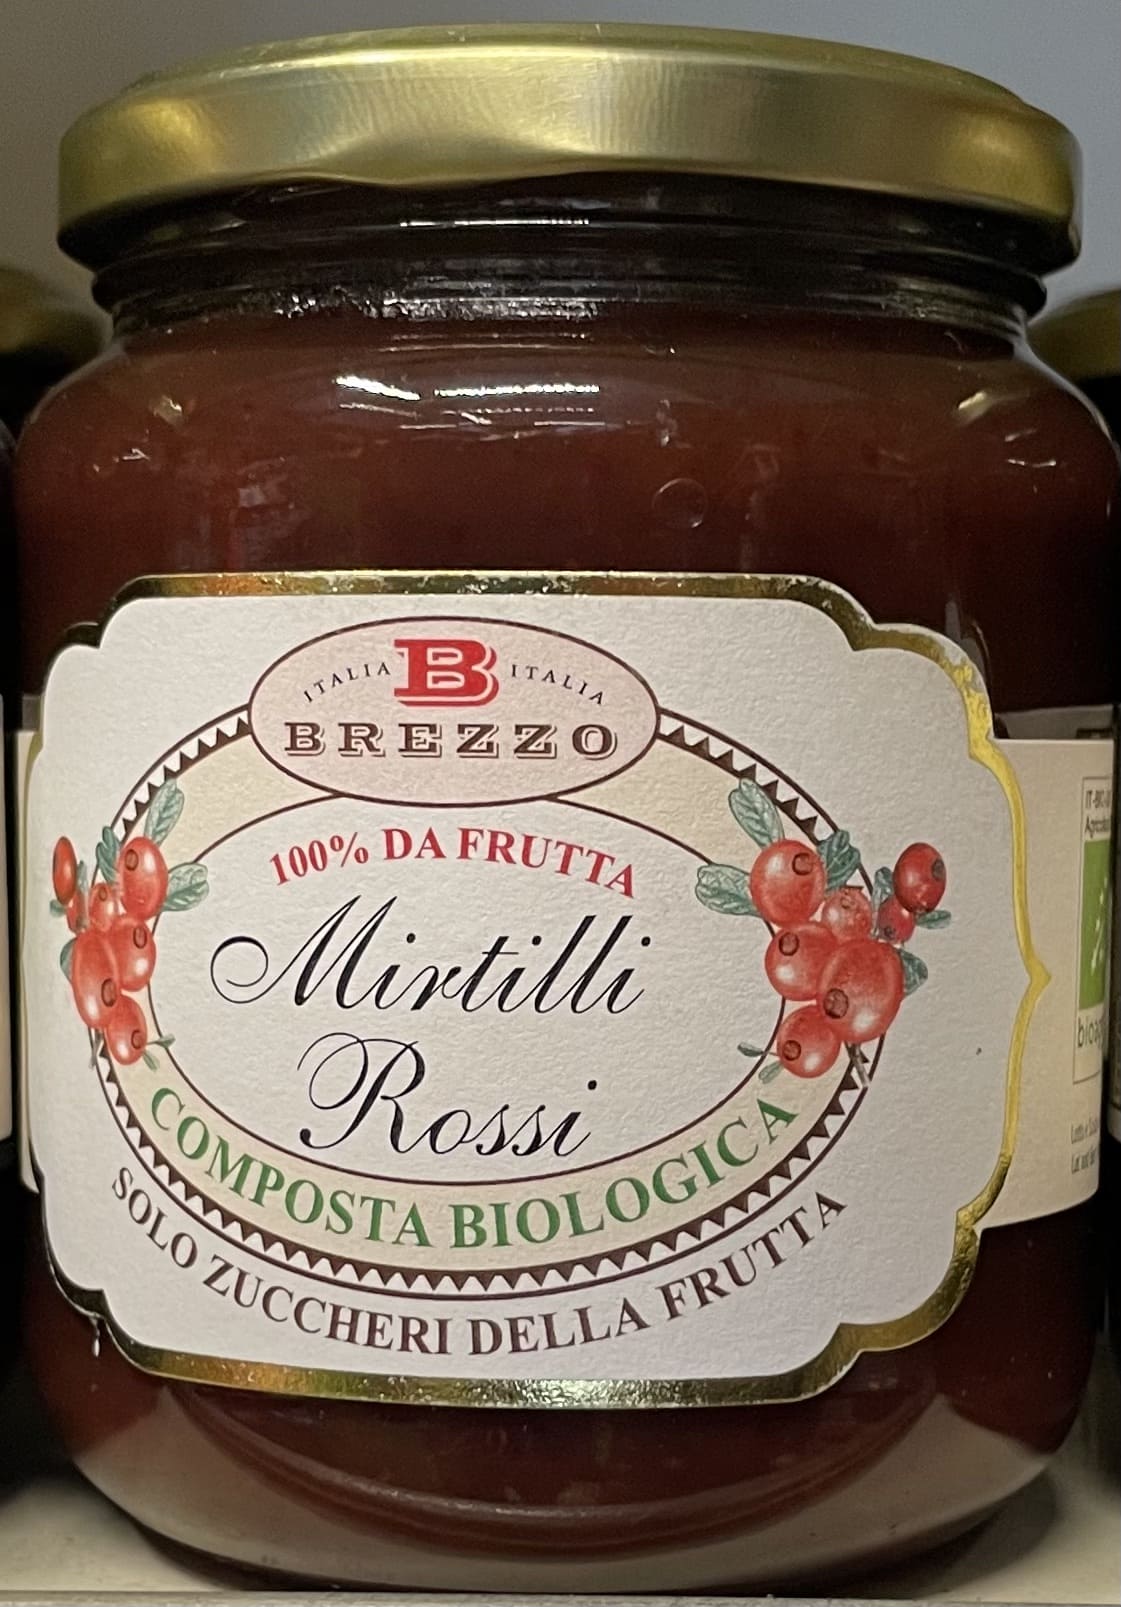 ITALIA B ITALIA
BREZZO
100% DA FRUTTA
Mirtilli
Rossi
COMPOSTA BIOLOGICA
SOLO ZUCCHERI DELLA FRUTTA